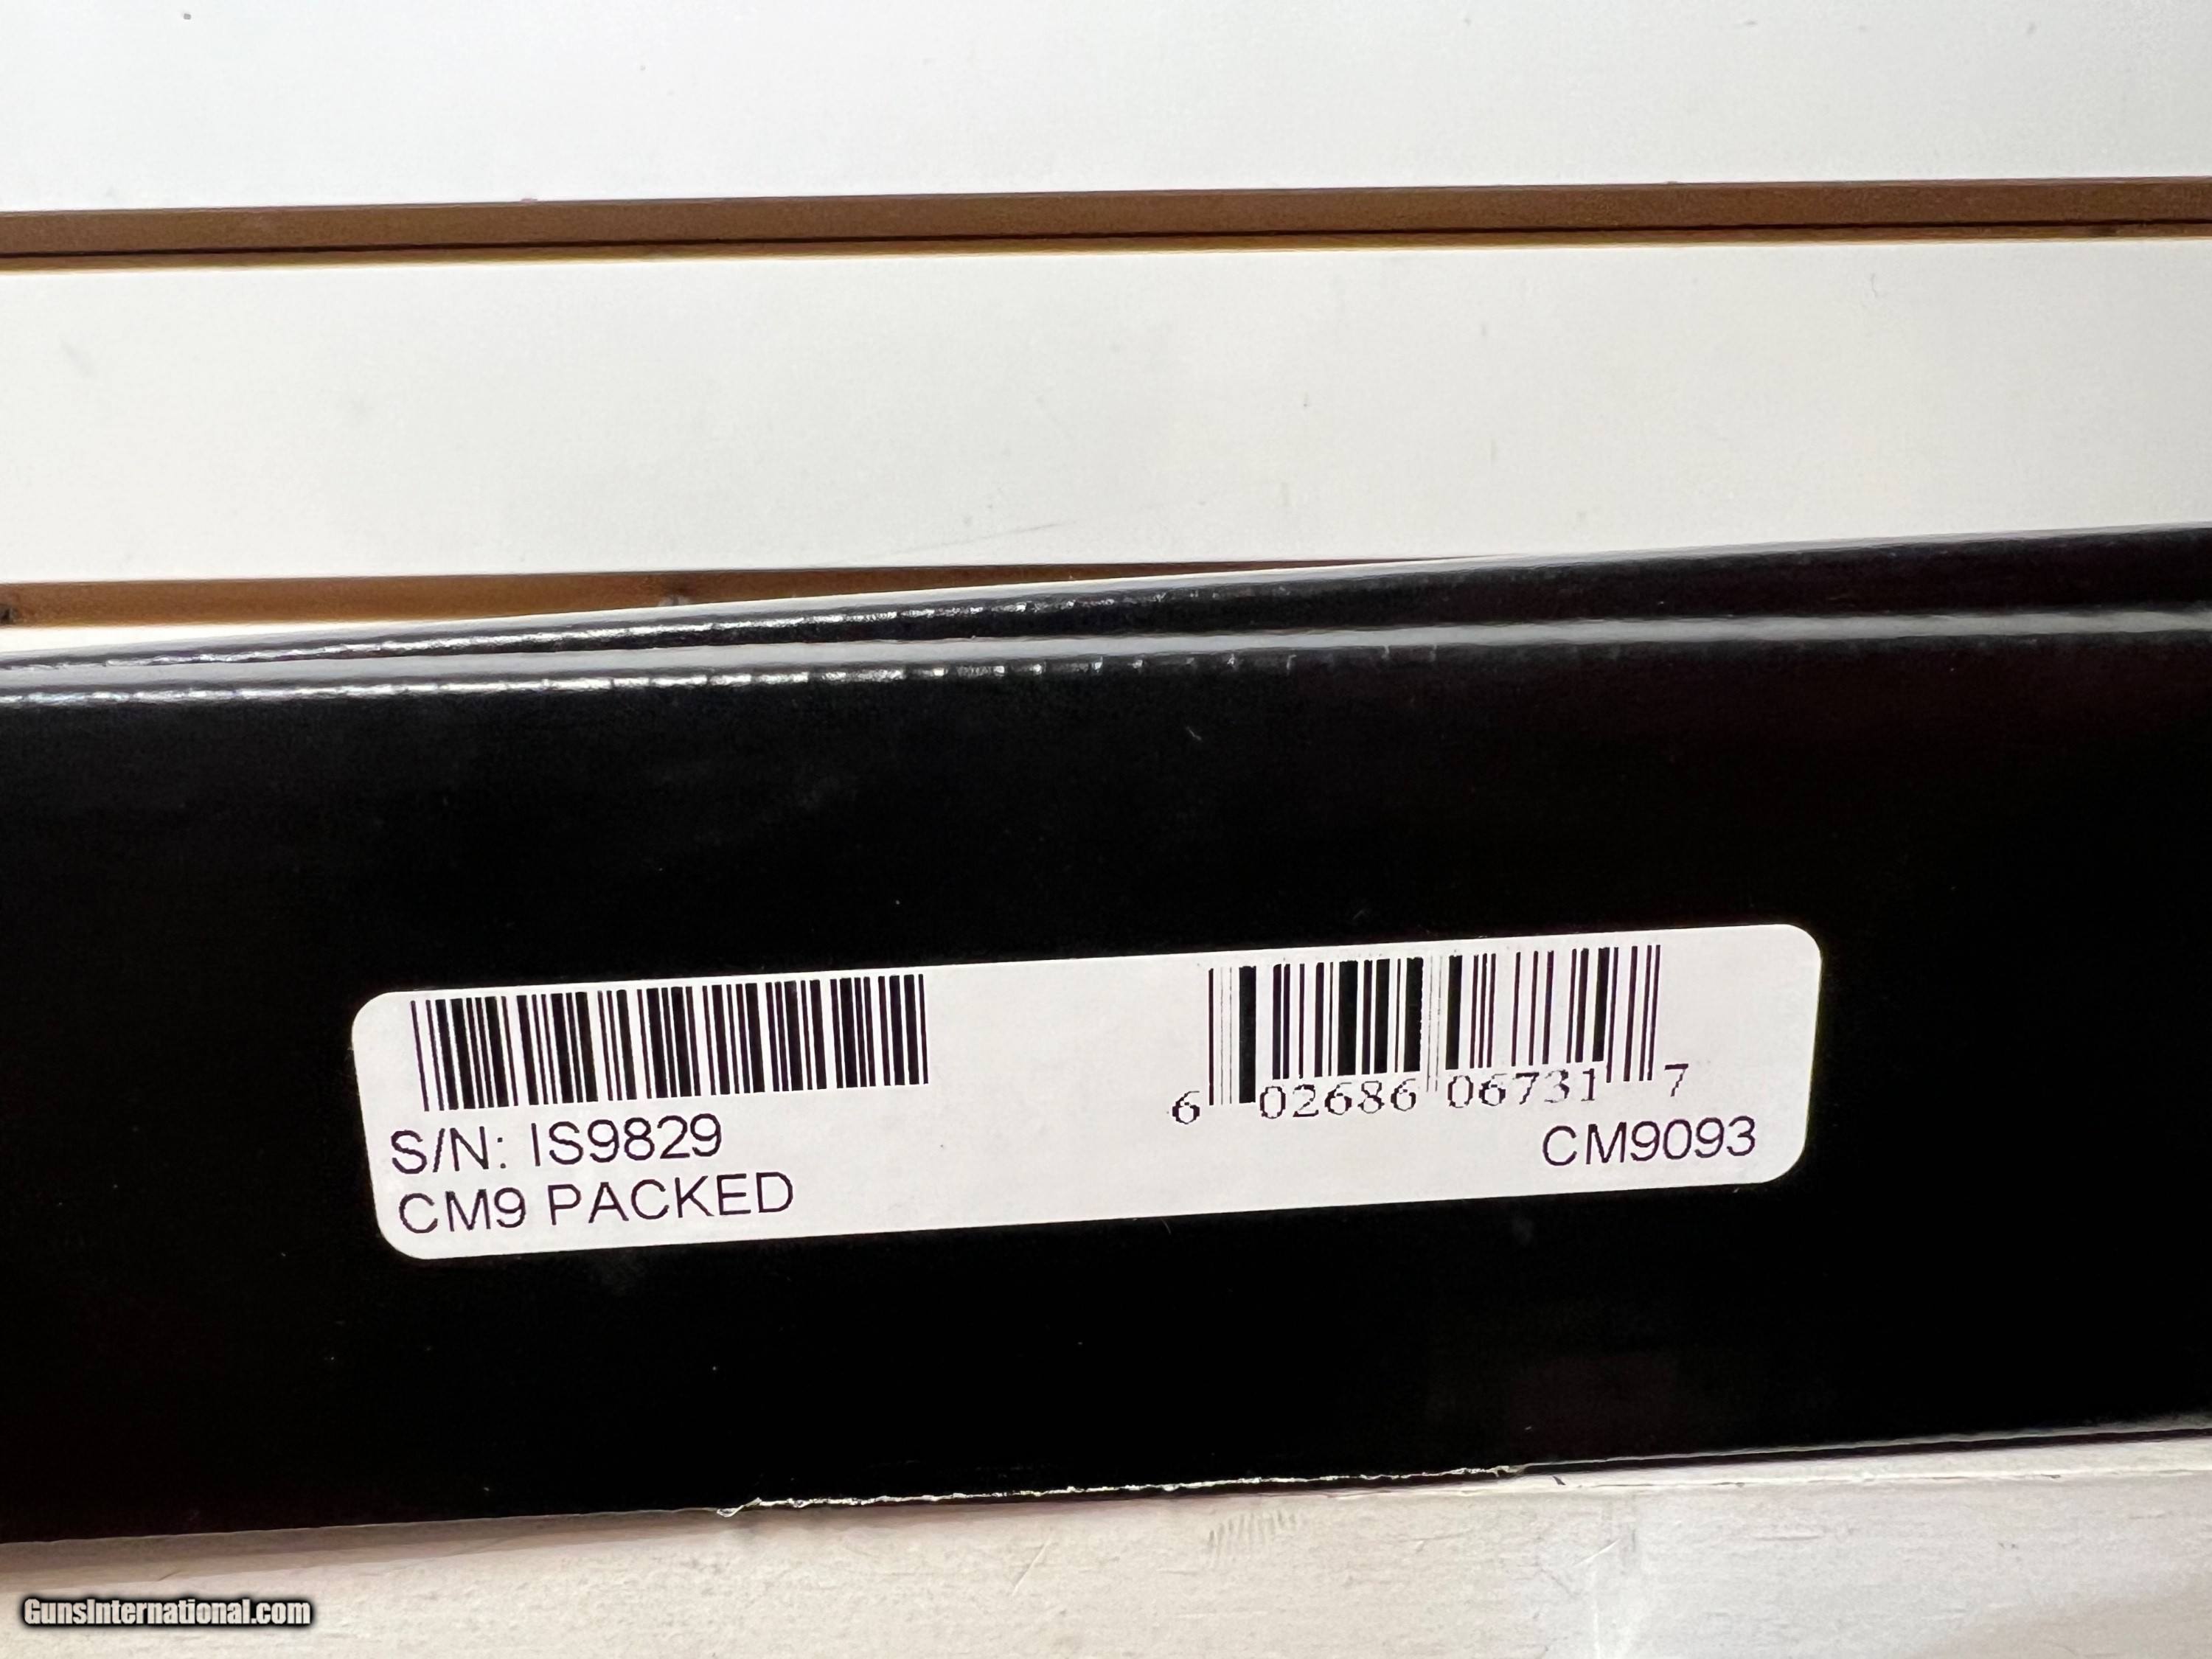 S/N: IS9829
CM9 PACKED
6 02686 06731 7
CM9093
GunsInternational.com